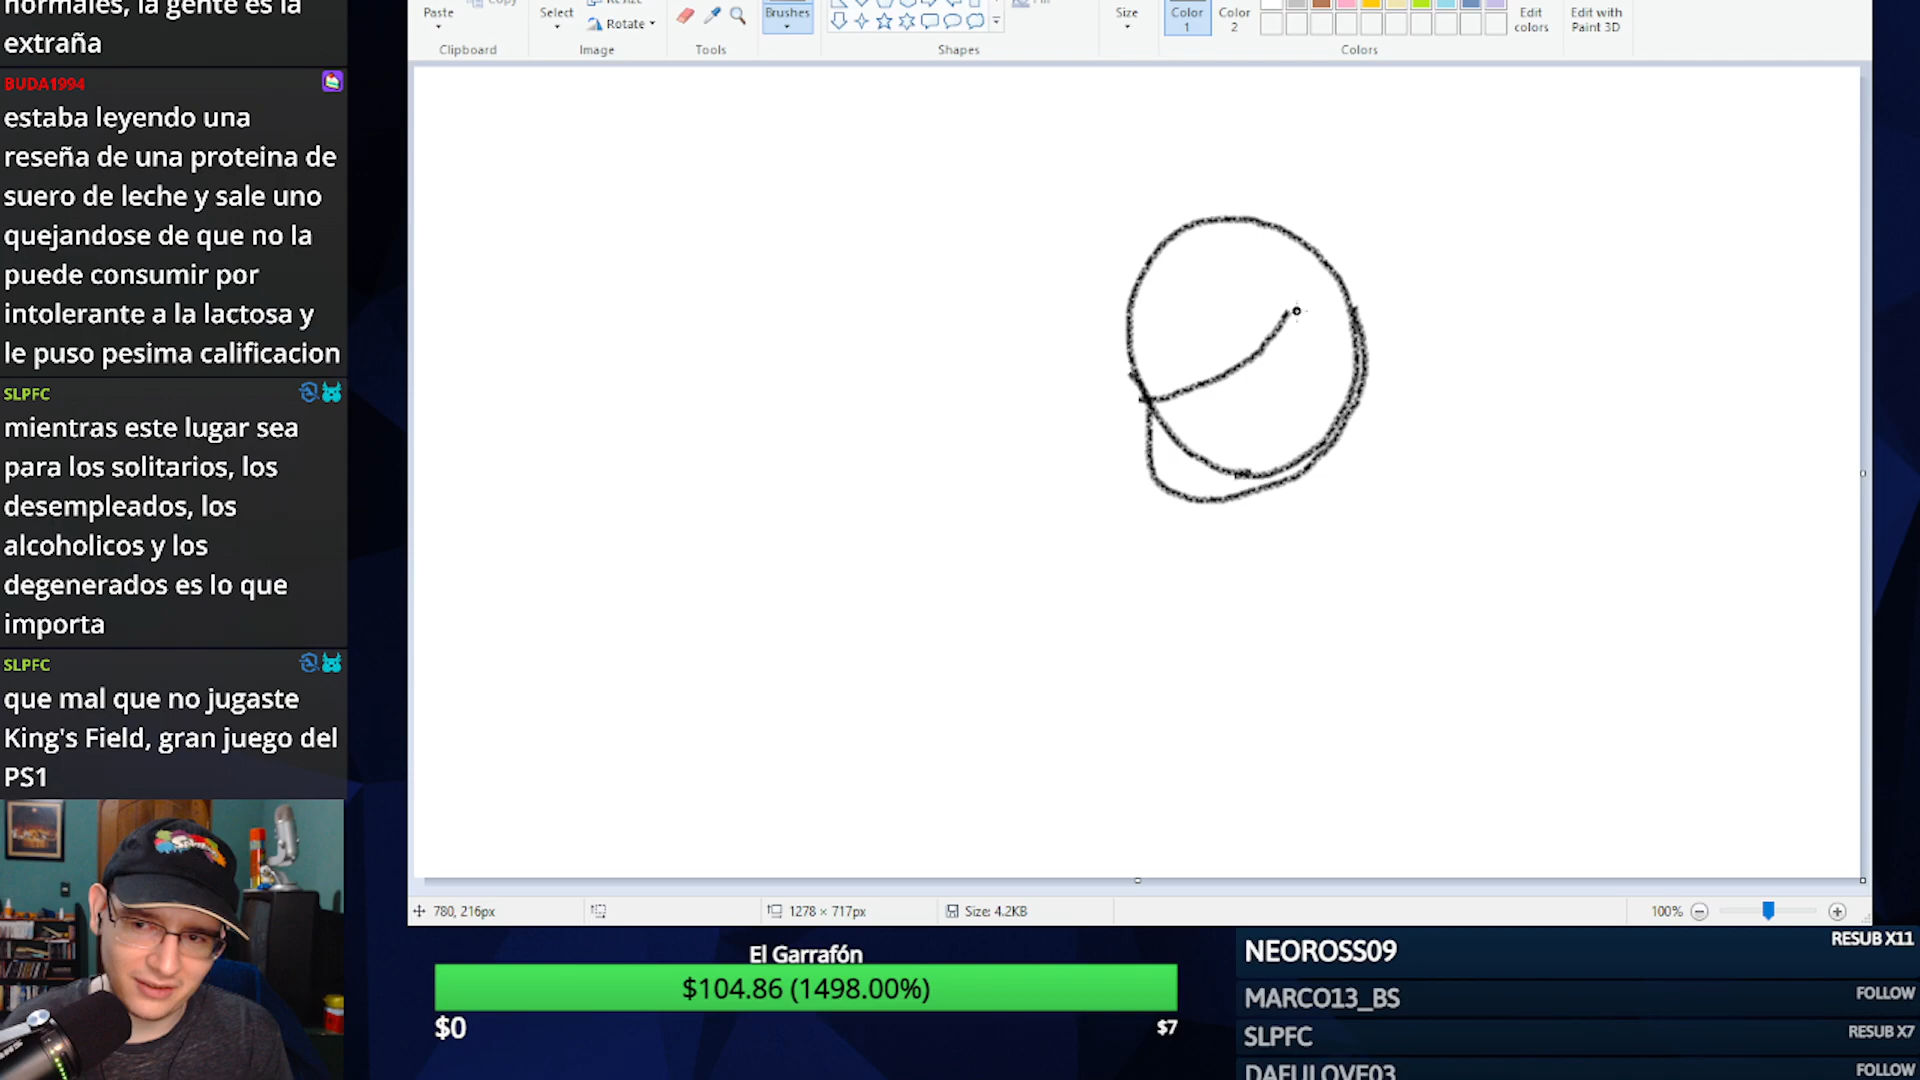 normales, la gente es la
extraña
BUDA1994
estaba leyendo una
reseña de una proteina de
suero de leche y sale uno
quejandose de que no la
puede consumir por
intolerante a la lactosa y
le puso pesima calificacion
SLPFC
mientras este lugar sea
para los solitarios, los
desempleados, los
alcoholicos y los
degenerados es lo que
importa
SLPFC
que mal que no jugaste
King's Field, gran juego del
PS1
Paste
Copy
Clipboard
Select
Rotate
Image
Tools
Brushes
Shapes
Size
Color
1
Color
2
Colors
Edit
colors
Edit with
Paint 3D
780, 216px
1278 × 717px
Size: 4.2KB
100%
El Garrafón
$104.86 (1498.00%)
$0
$7
NEOROSS09
RESUB X11
MARCO13_BS
FOLLOW
SLPFC
RESUB X7
FOLLOW